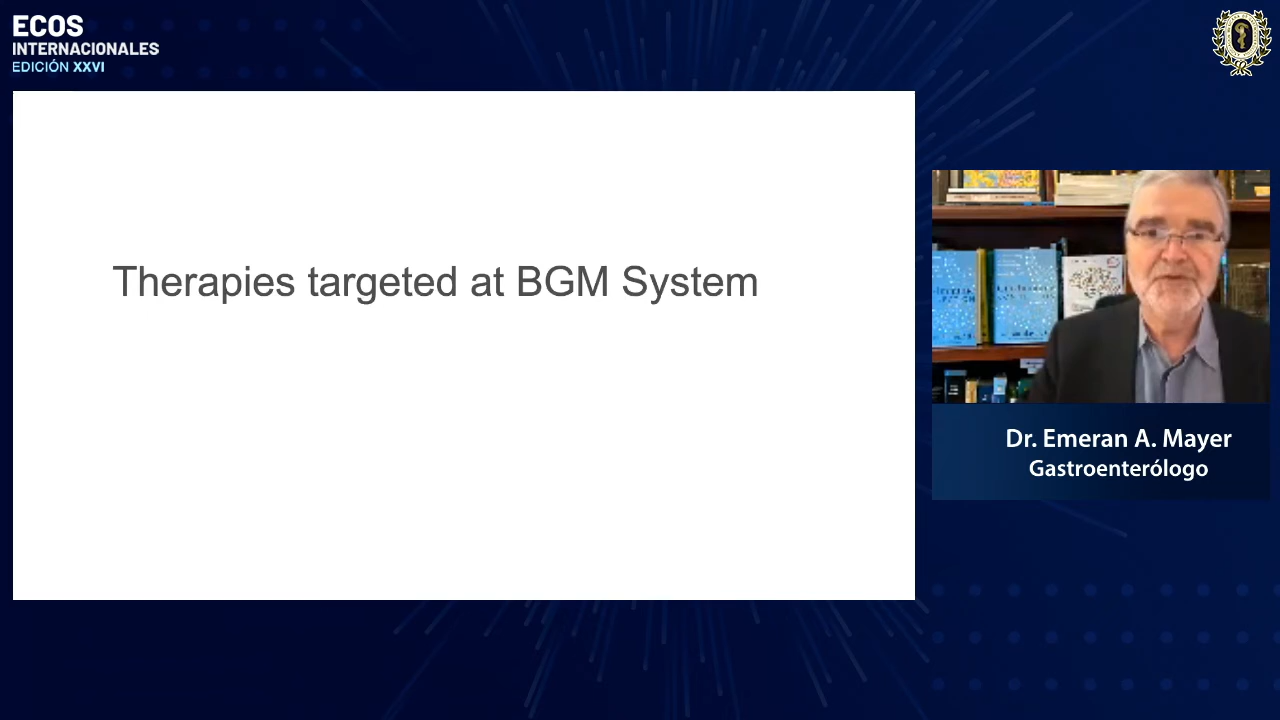 ECOS
INTERNACIONALES
EDICIÓN XXVI
Therapies targeted at BGM System
Dr. Emeran A. Mayer
Gastroenterólogo